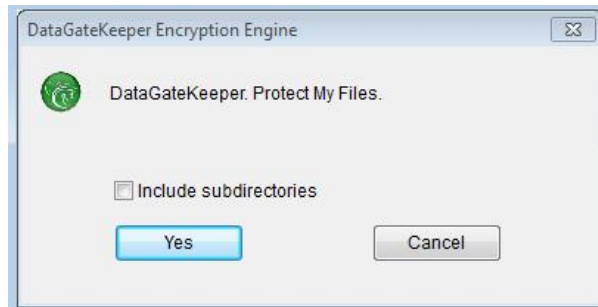 DataGateKeeper Encryption Engine
DataGateKeeper. Protect My Files.
Include subdirectories
Yes Cancel